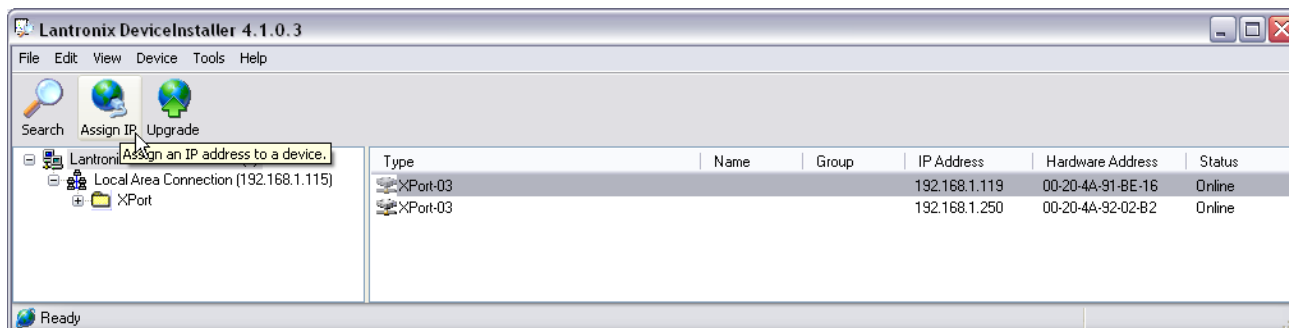 Lantronix DeviceInstaller 4.1.0.3
File Edit View Device Tools Help
Search Assign IP Upgrade
Assign an IP address to a device.
Lantroni
Local Area Connection (192.168.1.115)
XPort
Type Name Group IP Address Hardware Address Status
XPort-03 192.168.1.119 00-20-4A-91-BE-16 Online
XPort-03 192.168.1.250 00-20-4A-92-02-B2 Online
Ready